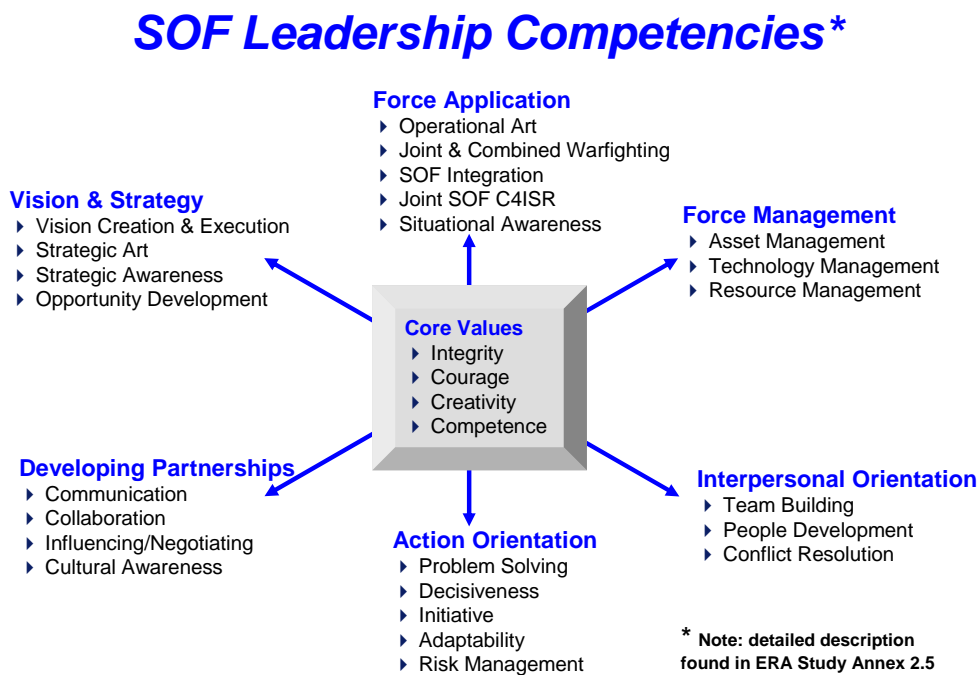 SOF Leadership Competencies*
Force Application
Operational Art
Joint & Combined Warfighting
SOF Integration
Joint SOF C4ISR
Situational Awareness
Vision & Strategy
Vision Creation & Execution
Strategic Art
Strategic Awareness
Opportunity Development
Force Management
Asset Management
Technology Management
Resource Management
Core Values
Integrity
Courage
Creativity
Competence
Developing Partnerships
Communication
Collaboration
Influencing/Negotiating
Cultural Awareness
Action Orientation
Problem Solving
Decisiveness
Initiative
Adaptability
Risk Management
Interpersonal Orientation
Team Building
People Development
Conflict Resolution
* Note: detailed description
found in ERA Study Annex 2.5